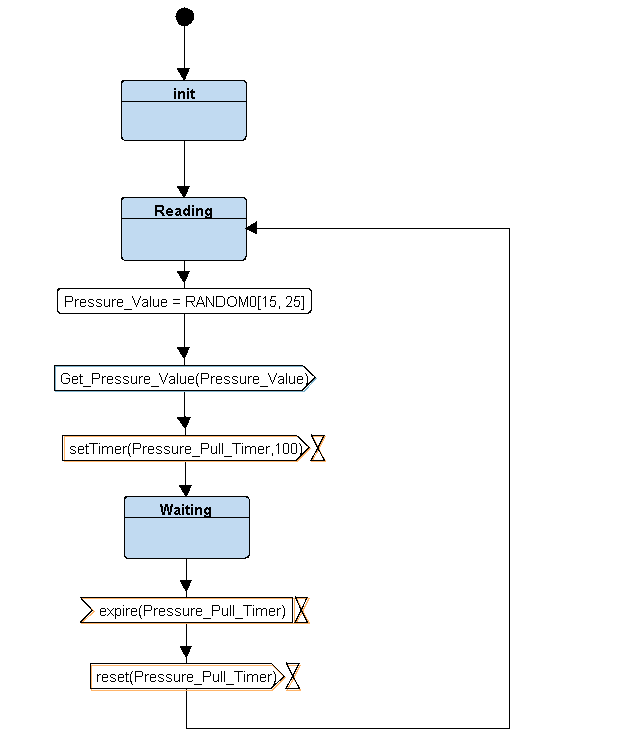 init
Reading
Pressure_Value = RANDOM0[15, 25]
Get_Pressure_Value(Pressure_Value)
setTimer(Pressure_Pull_Timer,100)
Waiting
expire(Pressure_Pull_Timer)
reset(Pressure_Pull_Timer)